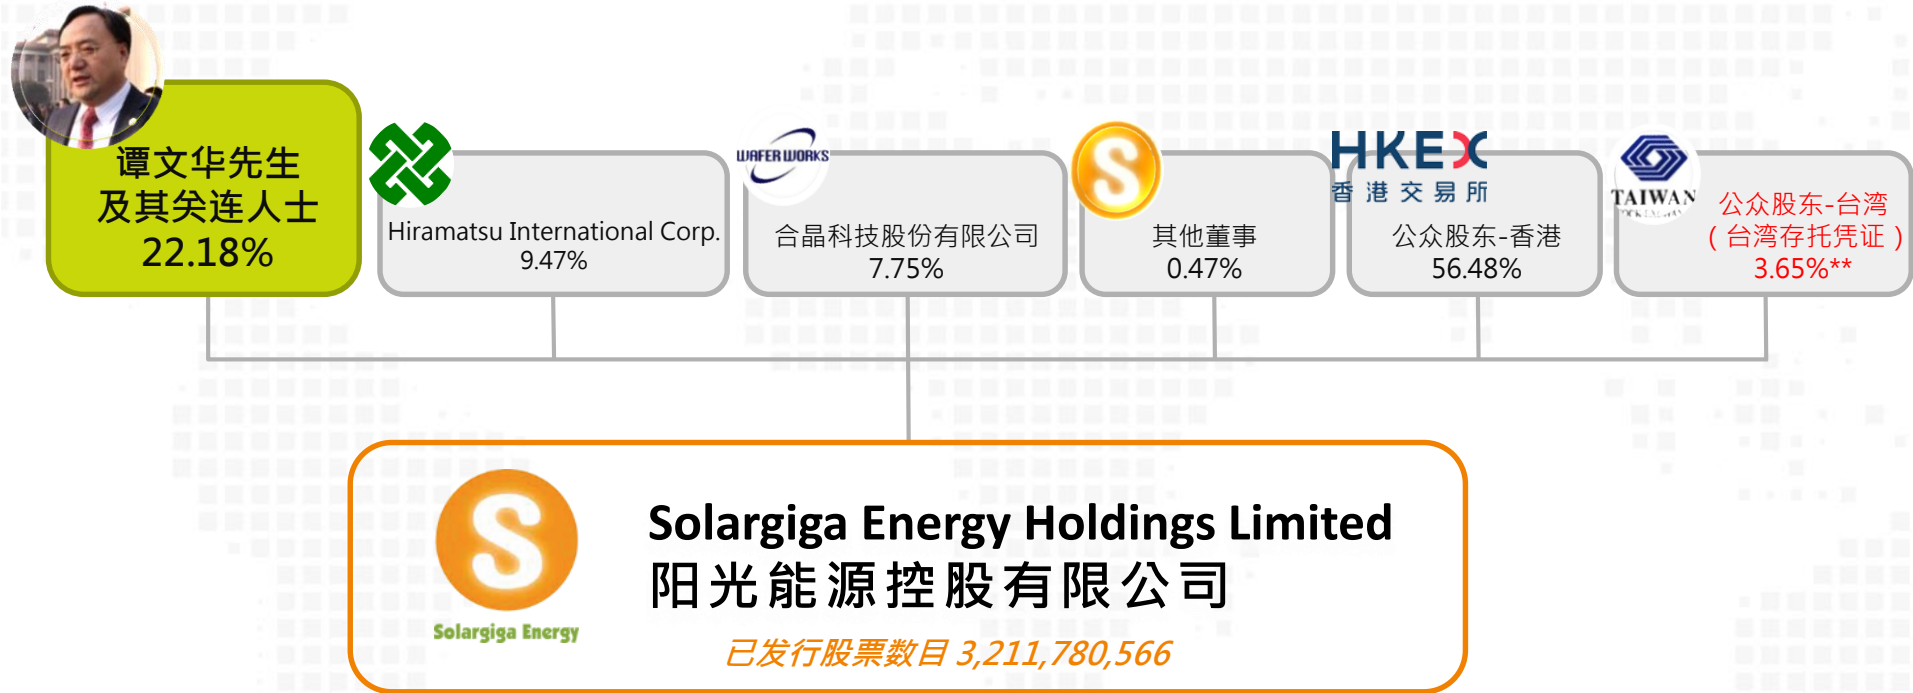 谭文华先生
及其关连人士
22.18%
Hiramatsu International Corp.
9.47%
WAFER WORKS
合晶科技股份有限公司
7.75%
S
其他董事
0.47%
HKEX
香港交易所
公众股东-香港
56.48%
TAIWAN
公众股东-台湾
(台湾存托凭证)
3.65%**
S
Solargiga Energy
Solargiga Energy Holdings Limited
阳光能源控股有限公司
已发行股票数目 3,211,780,566